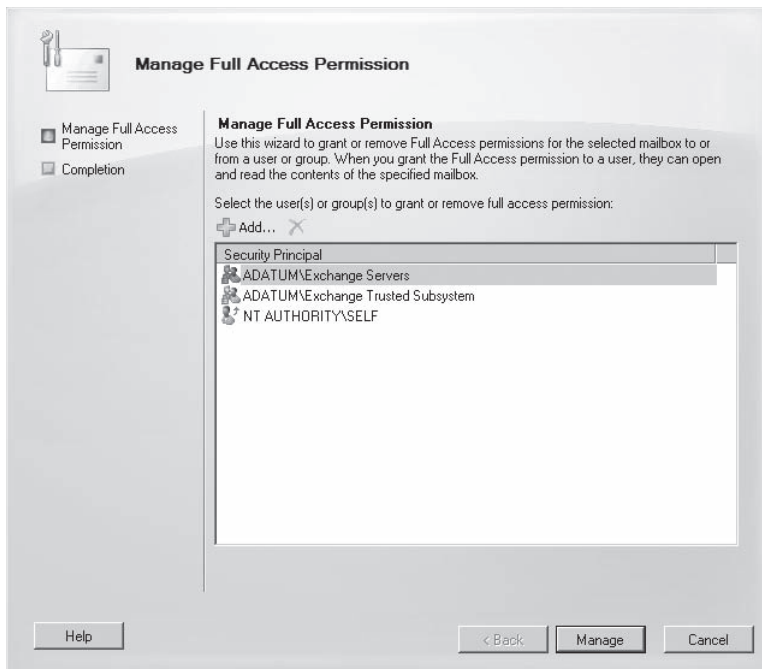 Manage Full Access Permission
Manage Full Access
Permission
Completion
Manage Full Access Permission
Use this wizard to grant or remove Full Access permissions for the selected mailbox to or
from a user or group. When you grant the Full Access permission to a user, they can open
and read the contents of the specified mailbox.
Select the user(s) or group(s) to grant or remove full access permission:
Add...
Security Principal
ADATUM\Exchange Servers
ADATUM\Exchange Trusted Subsystem
NT AUTHORITY\SELF
Help
< Back
Manage
Cancel